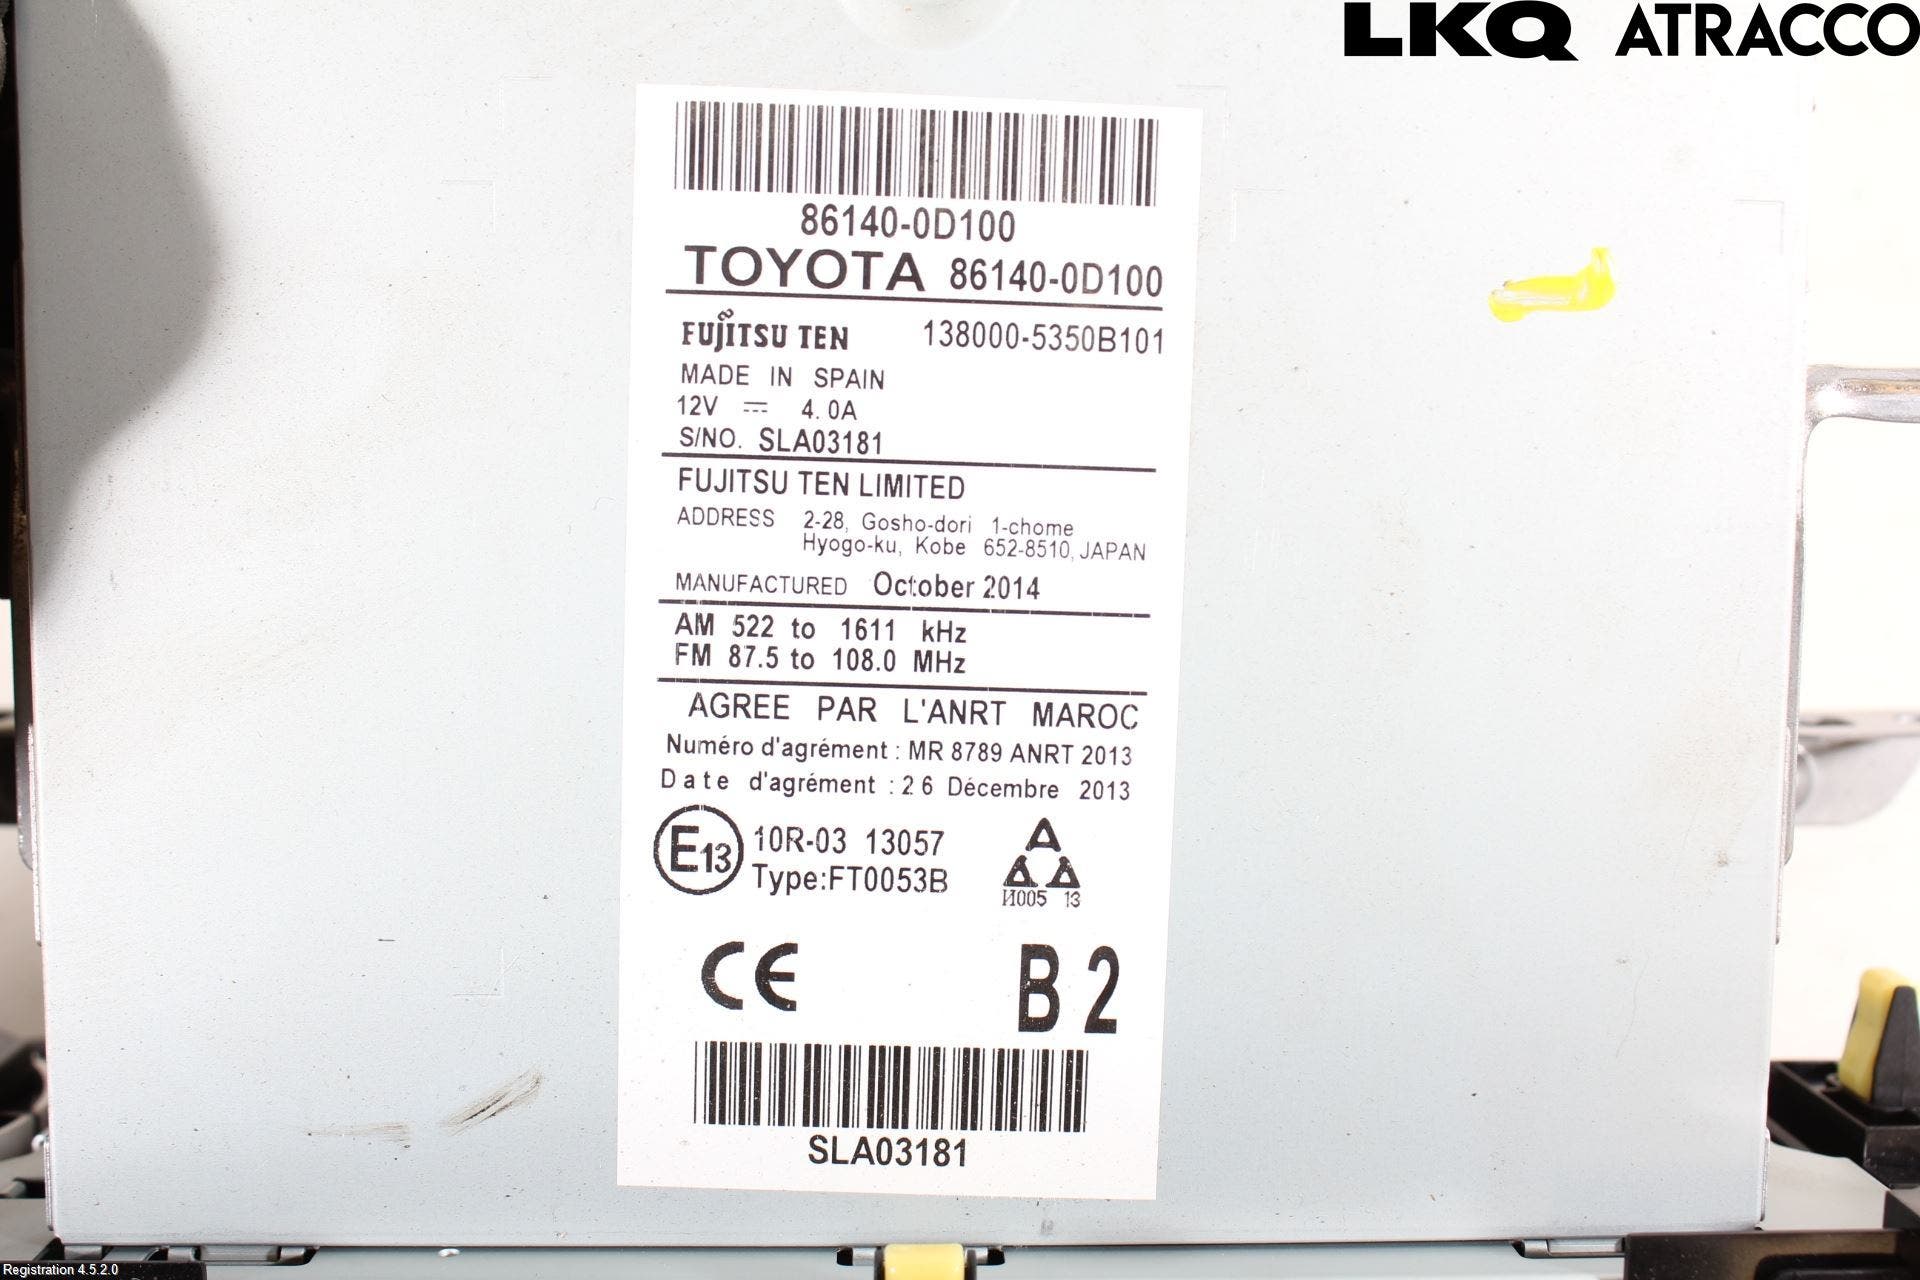 LKQ ATRACCO
86140-0D100
TOYOTA 86140-0D100
FUJITSU TEN 138000-5350B101
MADE IN SPAIN
12V ⎓ 4.0A
S/NO. SLA03181
FUJITSU TEN LIMITED
ADDRESS 2-28, Gosho-dori 1-chome
Hyogo-ku, Kobe 652-8510, JAPAN
MANUFACTURED October 2014
AM 522 to 1611 kHz
FM 87.5 to 108.0 MHz
AGREE PAR L'ANRT MAROC
Numéro d'agrément : MR 8789 ANRT 2013
Date d'agrément : 26 Décembre 2013
E13 10R-03 13057
Type:FT0053B
И005 13
CE B2
SLA03181
Registration 4.5.2.0